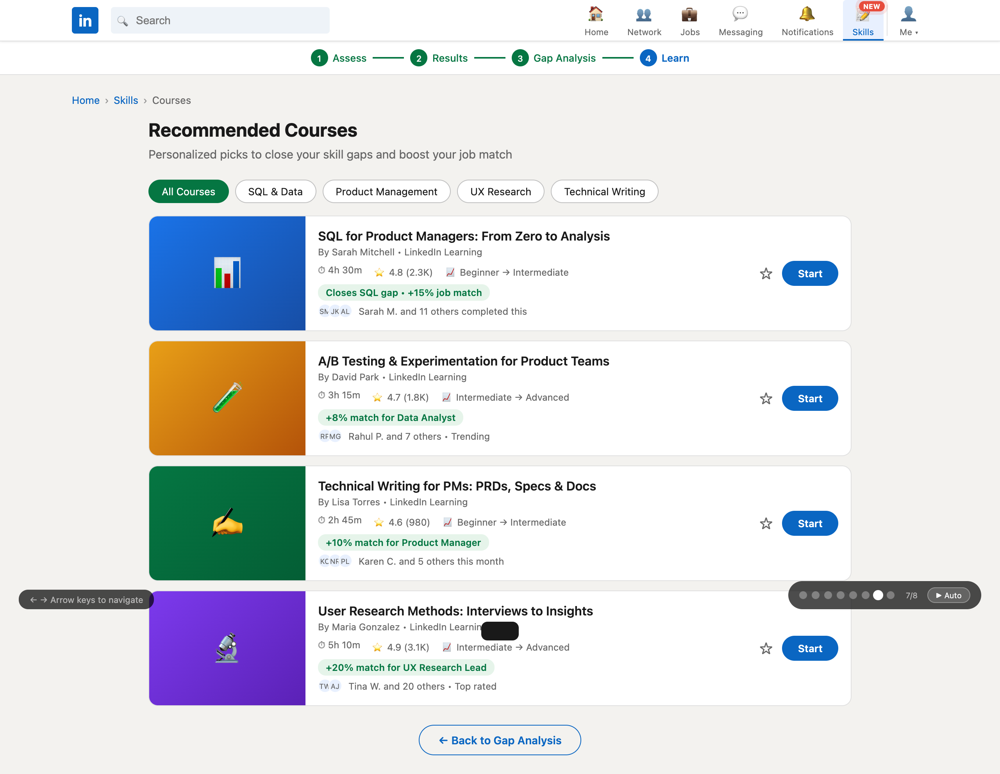 in
Search
Home
Network
Jobs
Messaging
Notifications
NEW
Skills
Me ▾
1 Assess
2 Results
3 Gap Analysis
4 Learn
Home › Skills › Courses
Recommended Courses
Personalized picks to close your skill gaps and boost your job match
All Courses
SQL & Data
Product Management
UX Research
Technical Writing
SQL for Product Managers: From Zero to Analysis
By Sarah Mitchell • LinkedIn Learning
4h 30m 4.8 (2.3K) Beginner → Intermediate
Closes SQL gap • +15% job match
SM JK AL Sarah M. and 11 others completed this
Start
A/B Testing & Experimentation for Product Teams
By David Park • LinkedIn Learning
3h 15m 4.7 (1.8K) Intermediate → Advanced
+8% match for Data Analyst
MG Rahul P. and 7 others • Trending
Start
Technical Writing for PMs: PRDs, Specs & Docs
By Lisa Torres • LinkedIn Learning
2h 45m 4.6 (980) Beginner → Intermediate
+10% match for Product Manager
PL Karen C. and 5 others this month
Start
← → Arrow keys to navigate
7/8
▶ Auto
User Research Methods: Interviews to Insights
By Maria Gonzalez • LinkedIn Learnin
5h 10m 4.9 (3.1K) Intermediate → Advanced
+20% match for UX Research Lead
TW AJ Tina W. and 20 others • Top rated
Start
← Back to Gap Analysis